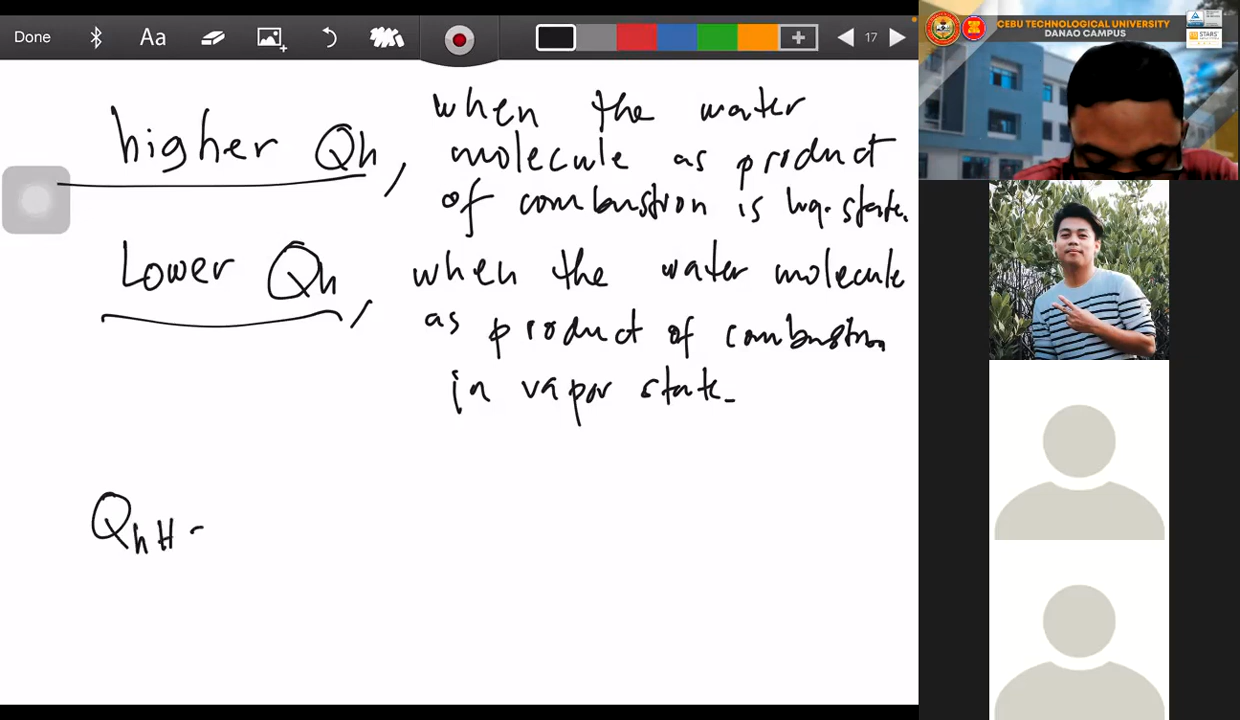 Done
Aa
17
CEBU TECHNOLOGICAL UNIVERSITY
DANAO CAMPUS
STARS
higher Qh, when the water
molecule as product
of combustion is liq. state.
Lower Qh, when the water molecule
as product of combustion
in vapor state.
QhH -